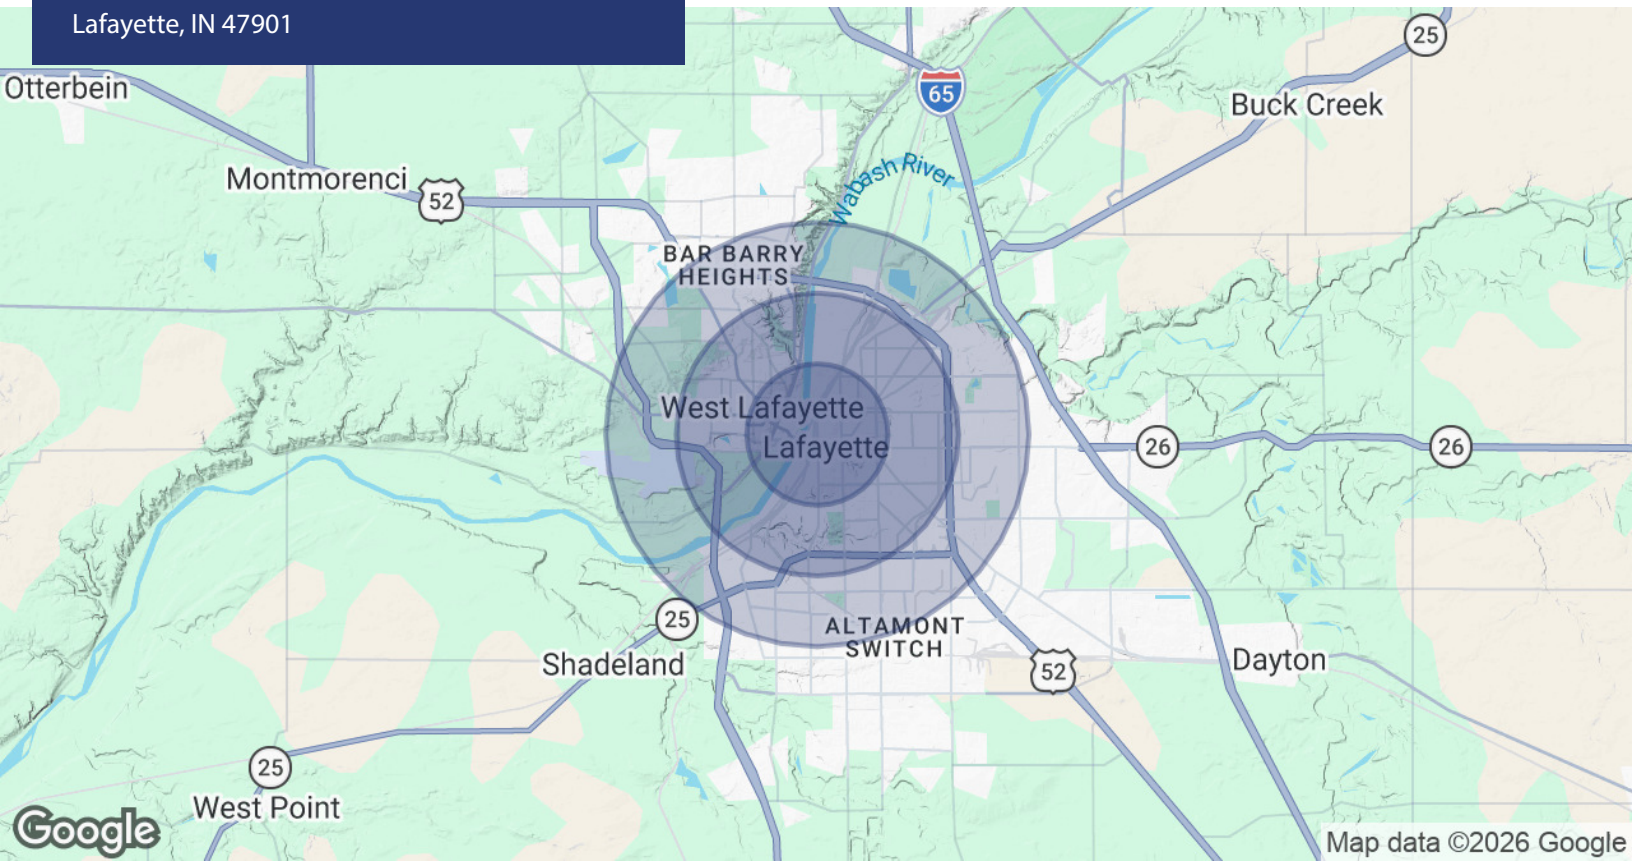 Lafayette, IN 47901
25
Otterbein
65
Buck Creek
Wabash River
Montmorenci
52
BAR BARRY
HEIGHTS
West Lafayette
Lafayette
26
26
25
ALTAMONT
SWITCH
Shadeland
52
Dayton
25
West Point
Google
Map data ©2026 Google